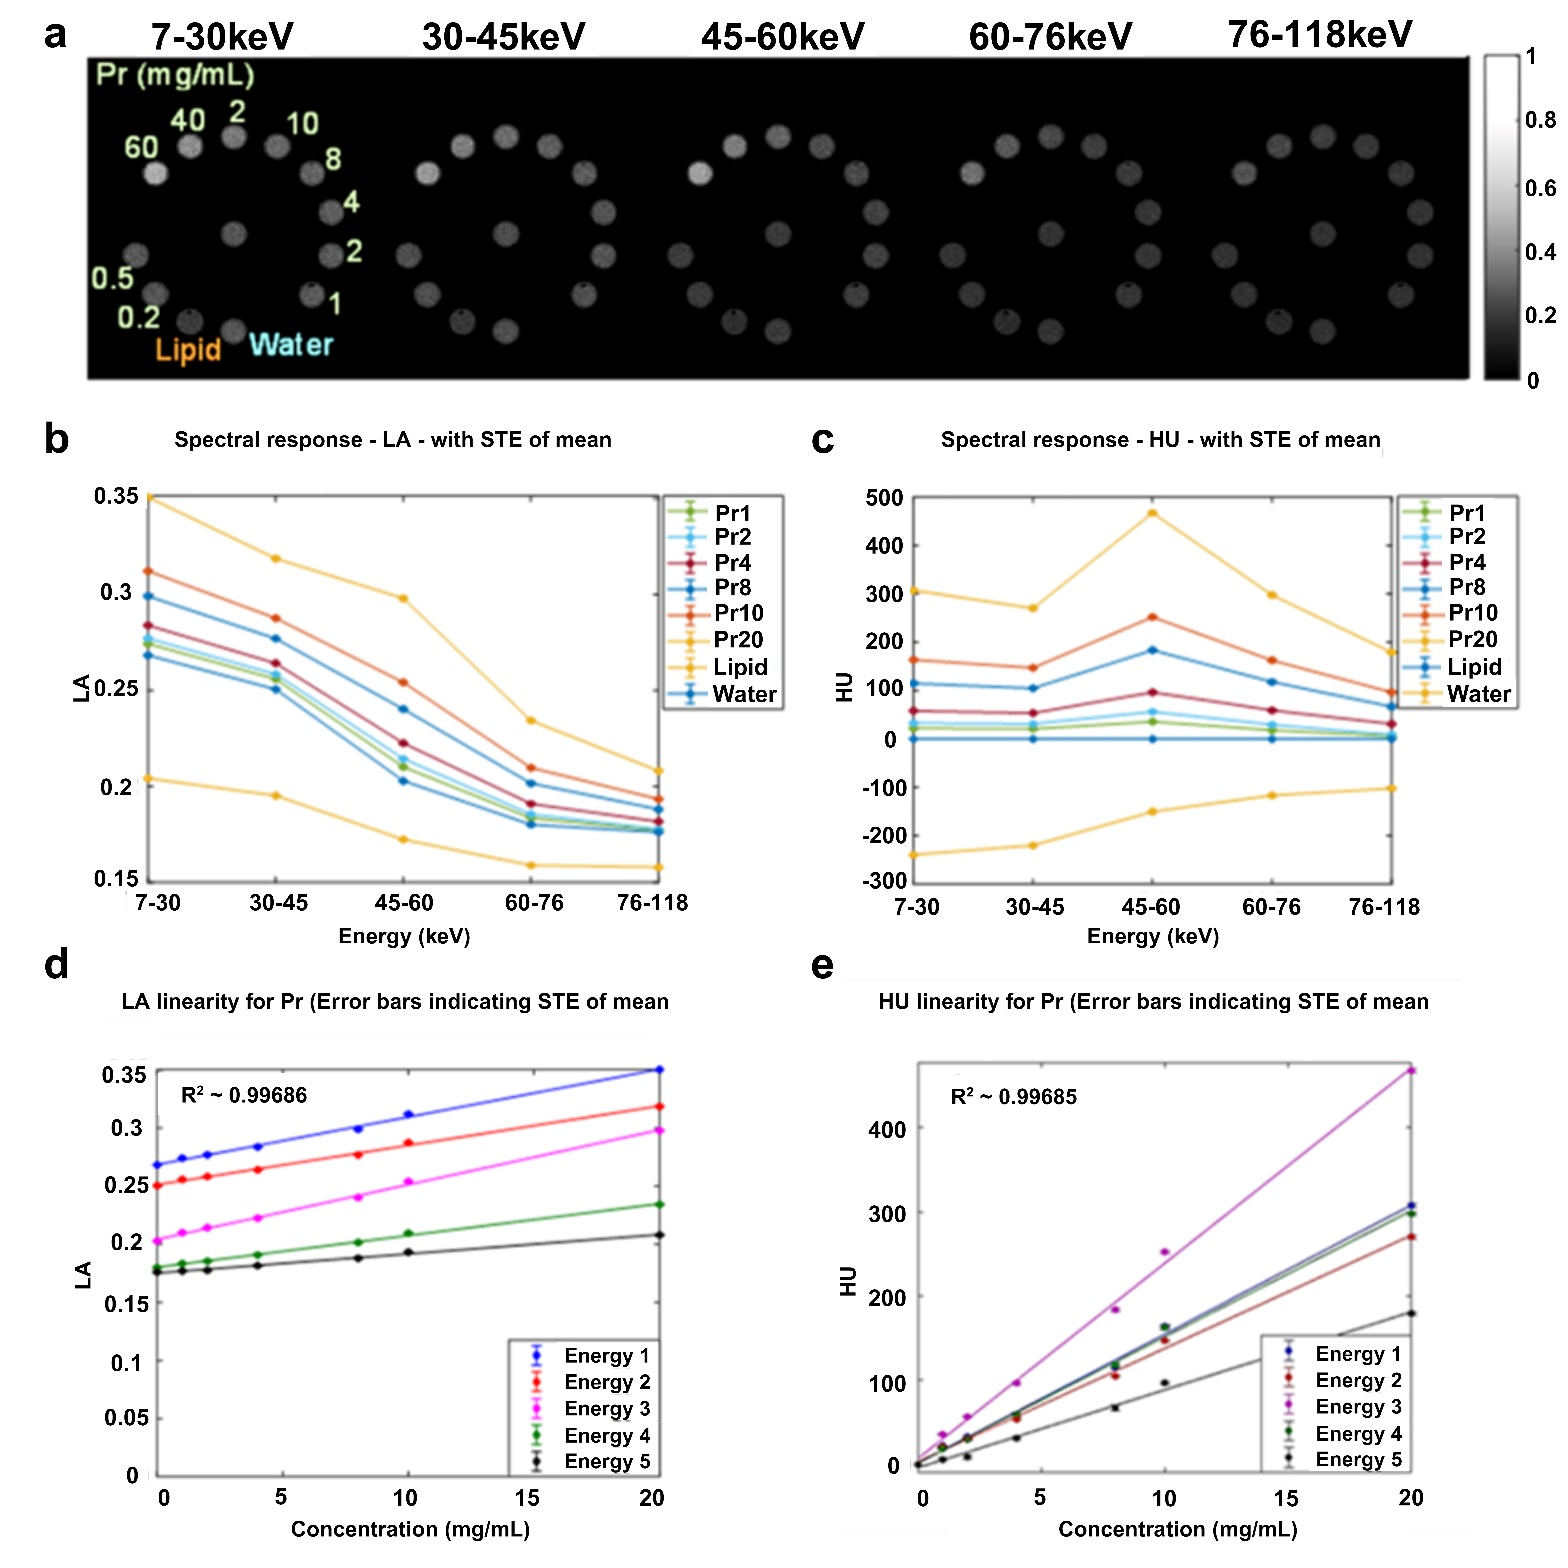 a
7-30keV 30-45keV 45-60keV 60-76keV 76-118keV
Pr (mg/mL)
60 40 2 10 8 4 2 1
0.5
0.2
Lipid Water
1
0.8
0.6
0.4
0.2
0
b
Spectral response - LA - with STE of mean
0.35
0.3
0.25
0.2
0.15
LA
7-30 30-45 45-60 60-76 76-118
Energy (keV)
Pr1
Pr2
Pr4
Pr8
Pr10
Pr20
Lipid
Water
c
Spectral response - HU - with STE of mean
500
400
300
200
100
0
-100
-200
-300
HU
7-30 30-45 45-60 60-76 76-118
Energy (keV)
Pr1
Pr2
Pr4
Pr8
Pr10
Pr20
Lipid
Water
d
LA linearity for Pr (Error bars indicating STE of mean
R² ~ 0.99686
0.35
0.3
0.25
0.2
0.15
0.1
0.05
0
LA
0 5 10 15 20
Concentration (mg/mL)
Energy 1
Energy 2
Energy 3
Energy 4
Energy 5
e
HU linearity for Pr (Error bars indicating STE of mean
R² ~ 0.99685
400
300
200
100
0
HU
0 5 10 15 20
Concentration (mg/mL)
Energy 1
Energy 2
Energy 3
Energy 4
Energy 5